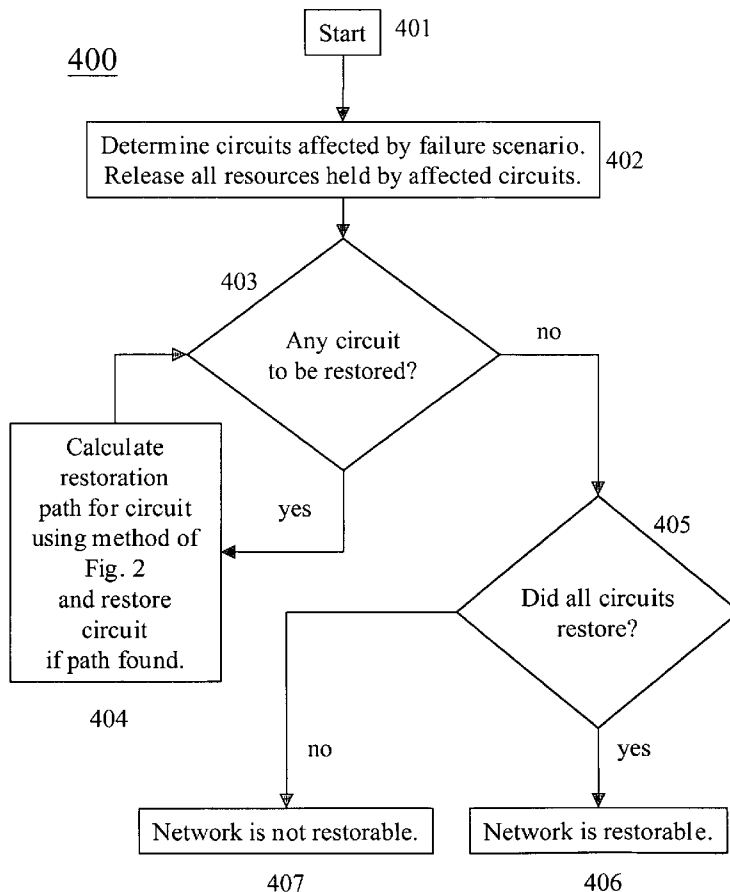 400
Start
401
Determine circuits affected by failure scenario.
Release all resources held by affected circuits.
402
403
Any circuit
to be restored?
no
yes
Calculate
restoration
path for circuit
using method of
Fig. 2
and restore
circuit
if path found.
404
405
Did all circuits
restore?
no
yes
Network is not restorable.
407
Network is restorable.
406